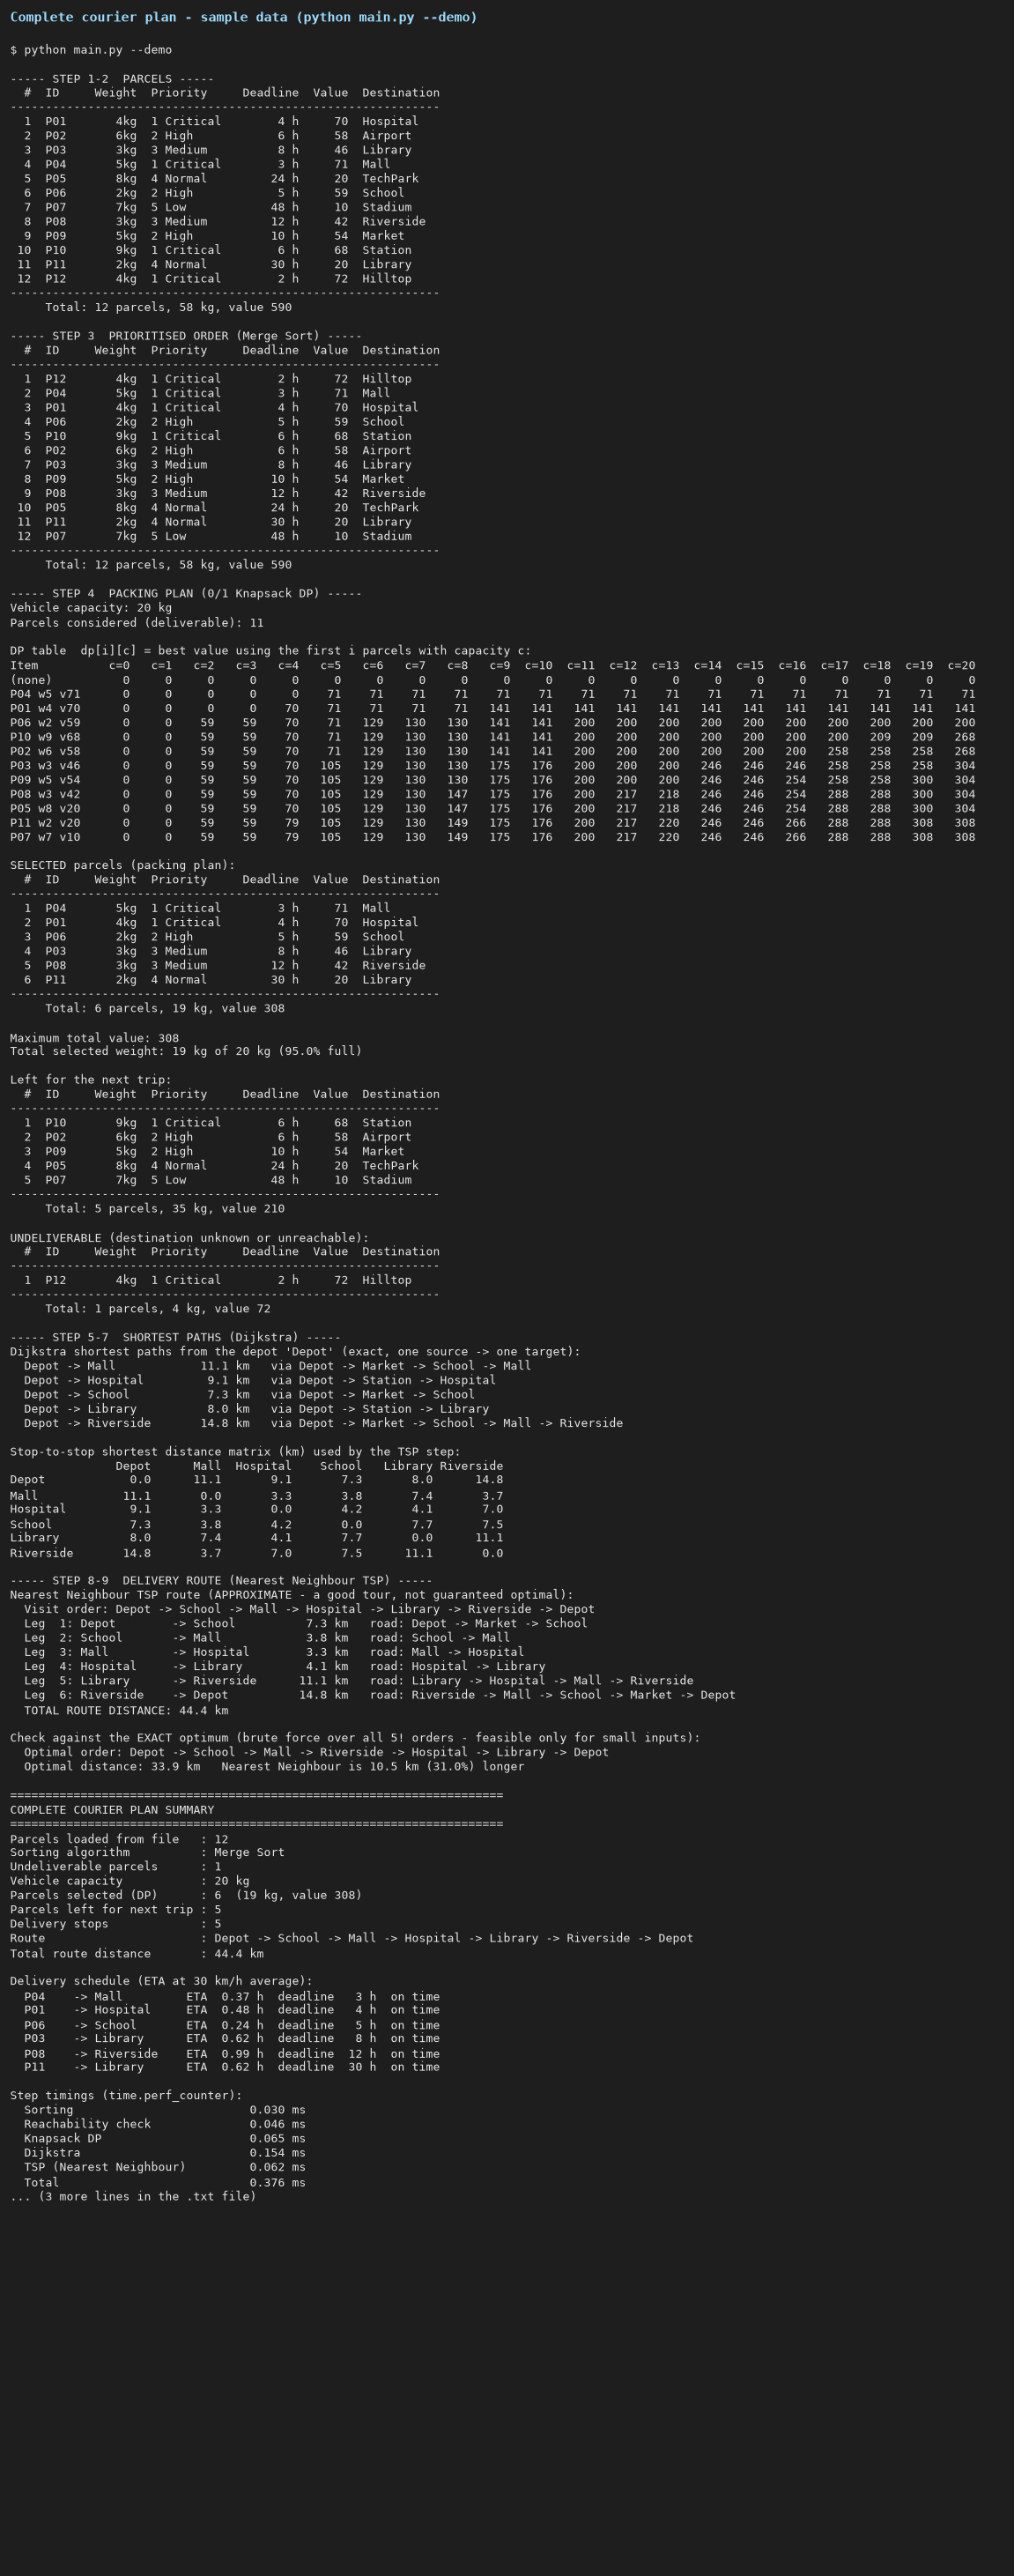 Complete courier plan - sample data (python main.py --demo)
$ python main.py --demo
----- STEP 1-2  PARCELS -----
  #  ID     Weight  Priority     Deadline  Value  Destination
-------------------------------------------------------------
  1  P01       4kg  1 Critical        4 h     70  Hospital
  2  P02       6kg  2 High            6 h     58  Airport
  3  P03       3kg  3 Medium          8 h     46  Library
  4  P04       5kg  1 Critical        3 h     71  Mall
  5  P05       8kg  4 Normal         24 h     20  TechPark
  6  P06       2kg  2 High            5 h     59  School
  7  P07       7kg  5 Low            48 h     10  Stadium
  8  P08       3kg  3 Medium         12 h     42  Riverside
  9  P09       5kg  2 High           10 h     54  Market
 10  P10       9kg  1 Critical        6 h     68  Station
 11  P11       2kg  4 Normal         30 h     20  Library
 12  P12       4kg  1 Critical        2 h     72  Hilltop
-------------------------------------------------------------
     Total: 12 parcels, 58 kg, value 590
----- STEP 3  PRIORITISED ORDER (Merge Sort) -----
  #  ID     Weight  Priority     Deadline  Value  Destination
-------------------------------------------------------------
  1  P12       4kg  1 Critical        2 h     72  Hilltop
  2  P04       5kg  1 Critical        3 h     71  Mall
  3  P01       4kg  1 Critical        4 h     70  Hospital
  4  P06       2kg  2 High            5 h     59  School
  5  P10       9kg  1 Critical        6 h     68  Station
  6  P02       6kg  2 High            6 h     58  Airport
  7  P03       3kg  3 Medium          8 h     46  Library
  8  P09       5kg  2 High           10 h     54  Market
  9  P08       3kg  3 Medium         12 h     42  Riverside
 10  P05       8kg  4 Normal         24 h     20  TechPark
 11  P11       2kg  4 Normal         30 h     20  Library
 12  P07       7kg  5 Low            48 h     10  Stadium
-------------------------------------------------------------
     Total: 12 parcels, 58 kg, value 590
----- STEP 4  PACKING PLAN (0/1 Knapsack DP) -----
Vehicle capacity: 20 kg
Parcels considered (deliverable): 11
DP table  dp[i][c] = best value using the first i parcels with capacity c:
Item          c=0   c=1   c=2   c=3   c=4   c=5   c=6   c=7   c=8   c=9  c=10  c=11  c=12  c=13  c=14  c=15  c=16  c=17  c=18  c=19  c=20
(none)          0     0     0     0     0     0     0     0     0     0     0     0     0     0     0     0     0     0     0     0     0
P04 w5 v71      0     0     0     0     0    71    71    71    71    71    71    71    71    71    71    71    71    71    71    71    71
P01 w4 v70      0     0     0     0    70    71    71    71    71   141   141   141   141   141   141   141   141   141   141   141   141
P06 w2 v59      0     0    59    59    70    71   129   130   130   141   141   200   200   200   200   200   200   200   200   200   200
P10 w9 v68      0     0    59    59    70    71   129   130   130   141   141   200   200   200   200   200   200   200   209   209   268
P02 w6 v58      0     0    59    59    70    71   129   130   130   141   141   200   200   200   200   200   200   258   258   258   268
P03 w3 v46      0     0    59    59    70   105   129   130   130   175   176   200   200   200   246   246   246   258   258   258   304
P09 w5 v54      0     0    59    59    70   105   129   130   130   175   176   200   200   200   246   246   254   258   258   300   304
P08 w3 v42      0     0    59    59    70   105   129   130   147   175   176   200   217   218   246   246   254   288   288   300   304
P05 w8 v20      0     0    59    59    70   105   129   130   147   175   176   200   217   218   246   246   254   288   288   300   304
P11 w2 v20      0     0    59    59    79   105   129   130   149   175   176   200   217   220   246   246   266   288   288   308   308
P07 w7 v10      0     0    59    59    79   105   129   130   149   175   176   200   217   220   246   246   266   288   288   308   308
SELECTED parcels (packing plan):
  #  ID     Weight  Priority     Deadline  Value  Destination
-------------------------------------------------------------
  1  P04       5kg  1 Critical        3 h     71  Mall
  2  P01       4kg  1 Critical        4 h     70  Hospital
  3  P06       2kg  2 High            5 h     59  School
  4  P03       3kg  3 Medium          8 h     46  Library
  5  P08       3kg  3 Medium         12 h     42  Riverside
  6  P11       2kg  4 Normal         30 h     20  Library
-------------------------------------------------------------
     Total: 6 parcels, 19 kg, value 308
Maximum total value: 308
Total selected weight: 19 kg of 20 kg (95.0% full)
Left for the next trip:
  #  ID     Weight  Priority     Deadline  Value  Destination
-------------------------------------------------------------
  1  P10       9kg  1 Critical        6 h     68  Station
  2  P02       6kg  2 High            6 h     58  Airport
  3  P09       5kg  2 High           10 h     54  Market
  4  P05       8kg  4 Normal         24 h     20  TechPark
  5  P07       7kg  5 Low            48 h     10  Stadium
-------------------------------------------------------------
     Total: 5 parcels, 35 kg, value 210
UNDELIVERABLE (destination unknown or unreachable):
  #  ID     Weight  Priority     Deadline  Value  Destination
-------------------------------------------------------------
  1  P12       4kg  1 Critical        2 h     72  Hilltop
-------------------------------------------------------------
     Total: 1 parcels, 4 kg, value 72
----- STEP 5-7  SHORTEST PATHS (Dijkstra) -----
Dijkstra shortest paths from the depot 'Depot' (exact, one source -> one target):
  Depot -> Mall            11.1 km   via Depot -> Market -> School -> Mall
  Depot -> Hospital         9.1 km   via Depot -> Station -> Hospital
  Depot -> School           7.3 km   via Depot -> Market -> School
  Depot -> Library          8.0 km   via Depot -> Station -> Library
  Depot -> Riverside       14.8 km   via Depot -> Market -> School -> Mall -> Riverside
Stop-to-stop shortest distance matrix (km) used by the TSP step:
               Depot      Mall  Hospital    School   Library Riverside
Depot            0.0      11.1       9.1       7.3       8.0      14.8
Mall            11.1       0.0       3.3       3.8       7.4       3.7
Hospital         9.1       3.3       0.0       4.2       4.1       7.0
School           7.3       3.8       4.2       0.0       7.7       7.5
Library          8.0       7.4       4.1       7.7       0.0      11.1
Riverside       14.8       3.7       7.0       7.5      11.1       0.0
----- STEP 8-9  DELIVERY ROUTE (Nearest Neighbour TSP) -----
Nearest Neighbour TSP route (APPROXIMATE - a good tour, not guaranteed optimal):
  Visit order: Depot -> School -> Mall -> Hospital -> Library -> Riverside -> Depot
  Leg  1: Depot        -> School          7.3 km   road: Depot -> Market -> School
  Leg  2: School       -> Mall            3.8 km   road: School -> Mall
  Leg  3: Mall         -> Hospital        3.3 km   road: Mall -> Hospital
  Leg  4: Hospital     -> Library         4.1 km   road: Hospital -> Library
  Leg  5: Library      -> Riverside      11.1 km   road: Library -> Hospital -> Mall -> Riverside
  Leg  6: Riverside    -> Depot          14.8 km   road: Riverside -> Mall -> School -> Market -> Depot
  TOTAL ROUTE DISTANCE: 44.4 km
Check against the EXACT optimum (brute force over all 5! orders - feasible only for small inputs):
  Optimal order: Depot -> School -> Mall -> Riverside -> Hospital -> Library -> Depot
  Optimal distance: 33.9 km   Nearest Neighbour is 10.5 km (31.0%) longer
======================================================================
COMPLETE COURIER PLAN SUMMARY
======================================================================
Parcels loaded from file   : 12
Sorting algorithm          : Merge Sort
Undeliverable parcels      : 1
Vehicle capacity           : 20 kg
Parcels selected (DP)      : 6  (19 kg, value 308)
Parcels left for next trip : 5
Delivery stops             : 5
Route                      : Depot -> School -> Mall -> Hospital -> Library -> Riverside -> Depot
Total route distance       : 44.4 km
Delivery schedule (ETA at 30 km/h average):
  P04    -> Mall         ETA  0.37 h  deadline   3 h  on time
  P01    -> Hospital     ETA  0.48 h  deadline   4 h  on time
  P06    -> School       ETA  0.24 h  deadline   5 h  on time
  P03    -> Library      ETA  0.62 h  deadline   8 h  on time
  P08    -> Riverside    ETA  0.99 h  deadline  12 h  on time
  P11    -> Library      ETA  0.62 h  deadline  30 h  on time
Step timings (time.perf_counter):
  Sorting                         0.030 ms
  Reachability check              0.046 ms
  Knapsack DP                     0.065 ms
  Dijkstra                        0.154 ms
  TSP (Nearest Neighbour)         0.062 ms
  Total                           0.376 ms
... (3 more lines in the .txt file)